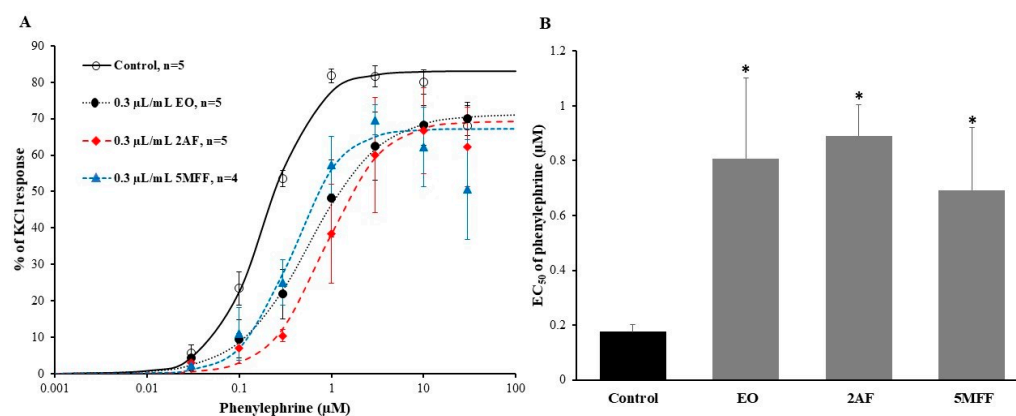 A
% of KCl response
90
80
70
60
50
40
30
20
10
0
Control, n=5
0.3 µL/mL EO, n=5
0.3 µL/mL 2AF, n=5
0.3 µL/mL 5MFF, n=4
0.001
0.01
0.1
1
10
100
Phenylephrine (µM)
B
EC50 of phenylephrine (µM)
1.2
1
0.8
0.6
0.4
0.2
0
*
*
*
Control
EO
2AF
5MFF